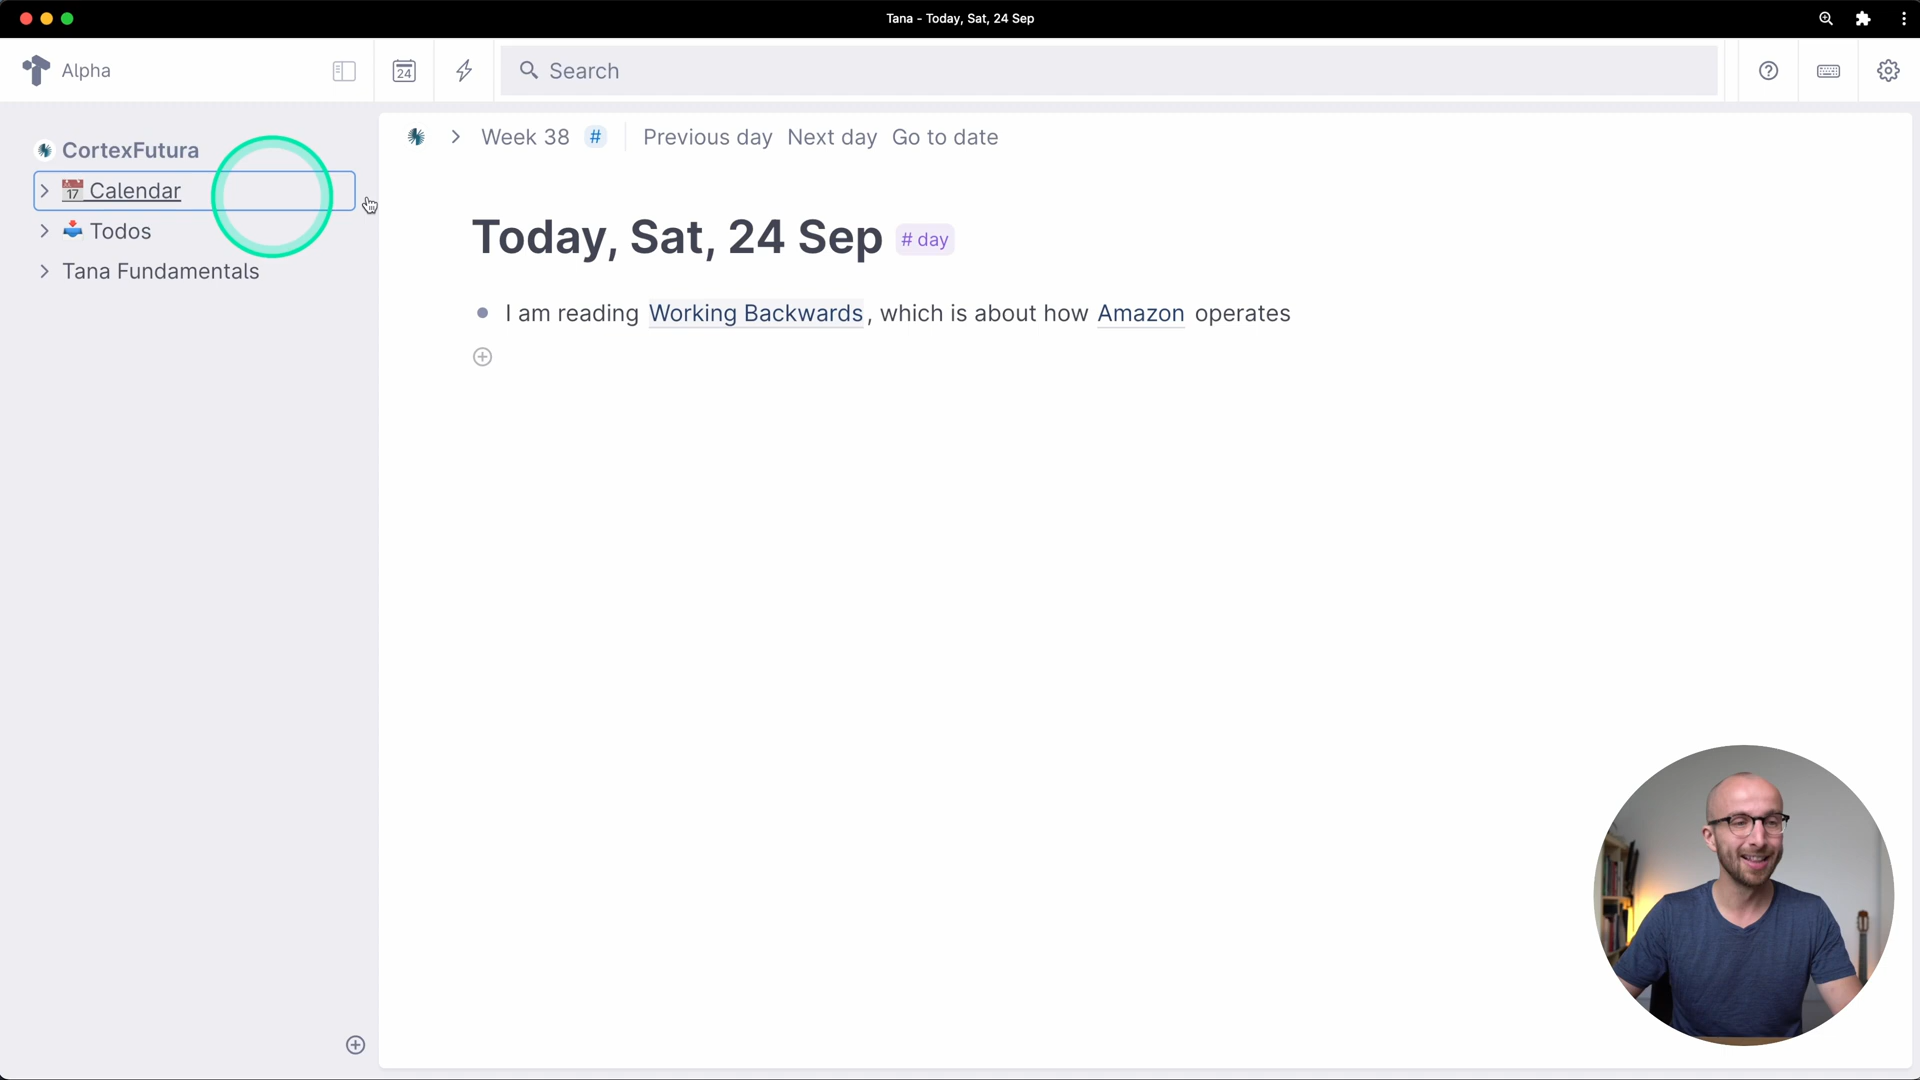 Tana - Today, Sat, 24 Sep
Alpha
24
Search
CortexFutura
17 Calendar
Todos
Tana Fundamentals
Week 38 #
Previous day Next day Go to date
Today, Sat, 24 Sep # day
I am reading Working Backwards, which is about how Amazon operates